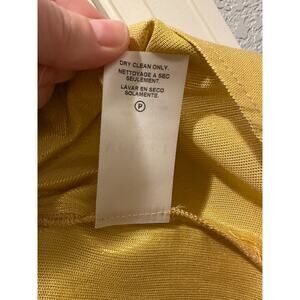 DRY CLEAN ONLY.
NETTOYAGE A SEC
SEULEMENT.
LAVAR EN SECO
SOLAMENTE.
P